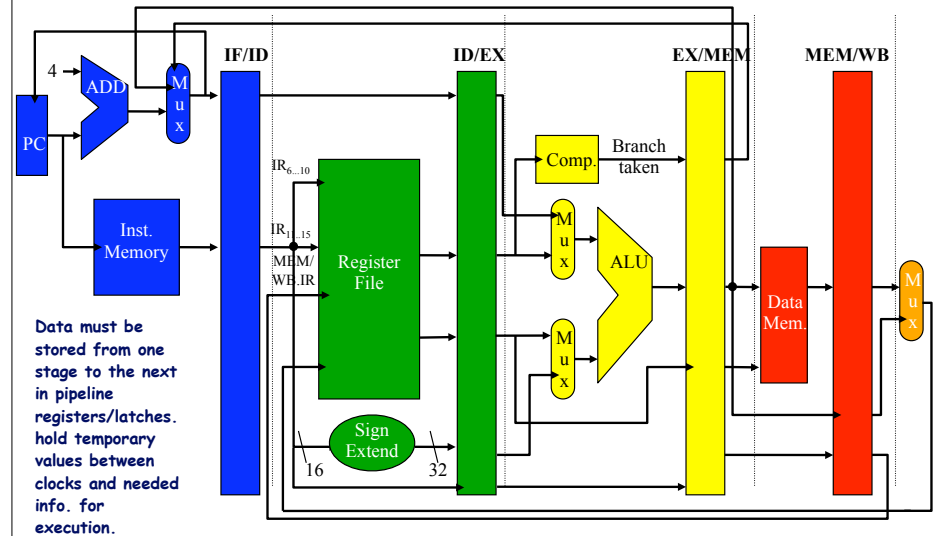 IF/ID
ID/EX
EX/MEM
MEM/WB
4
ADD
M
u
x
PC
Inst.
Memory
IR6...10
IR11..15
MEM/
WB.IR
Register
File
Sign
Extend
16
32
Comp.
Branch
taken
M
u
x
M
u
x
ALU
Data
Mem.
M
u
x
Data must be
stored from one
stage to the next
in pipeline
registers/latches.
hold temporary
values between
clocks and needed
info. for
execution.